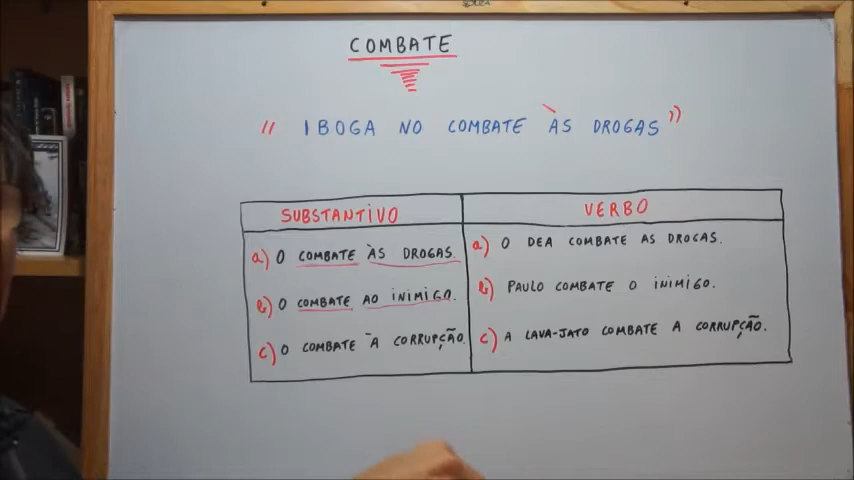 COMBATE
" IBOGA NO COMBATE ÀS DROGAS "
SUBSTANTIVO
a) O COMBATE ÀS DROGAS.
b) O COMBATE AO INIMIGO.
c) O COMBATE À CORRUPÇÃO.
VERBO
a) O DEA COMBATE AS DROGAS.
b) PAULO COMBATE O INIMIGO.
c) A LAVA-JATO COMBATE A CORRUPÇÃO.